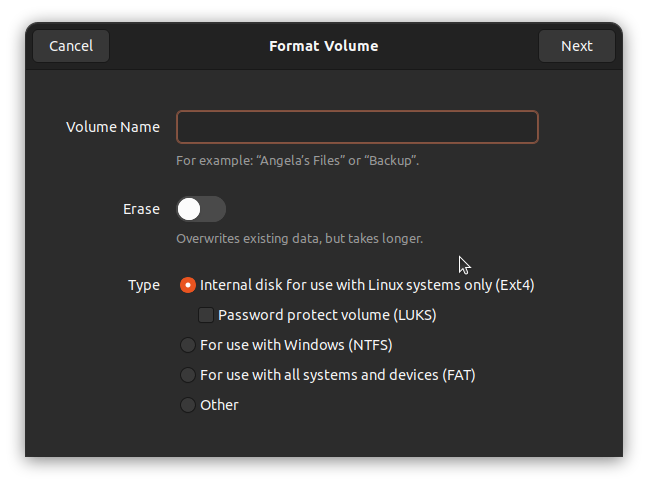 Cancel
Format Volume
Next
Volume Name
For example: “Angela’s Files” or “Backup”.
Erase
Overwrites existing data, but takes longer.
Type
Internal disk for use with Linux systems only (Ext4)
Password protect volume (LUKS)
For use with Windows (NTFS)
For use with all systems and devices (FAT)
Other